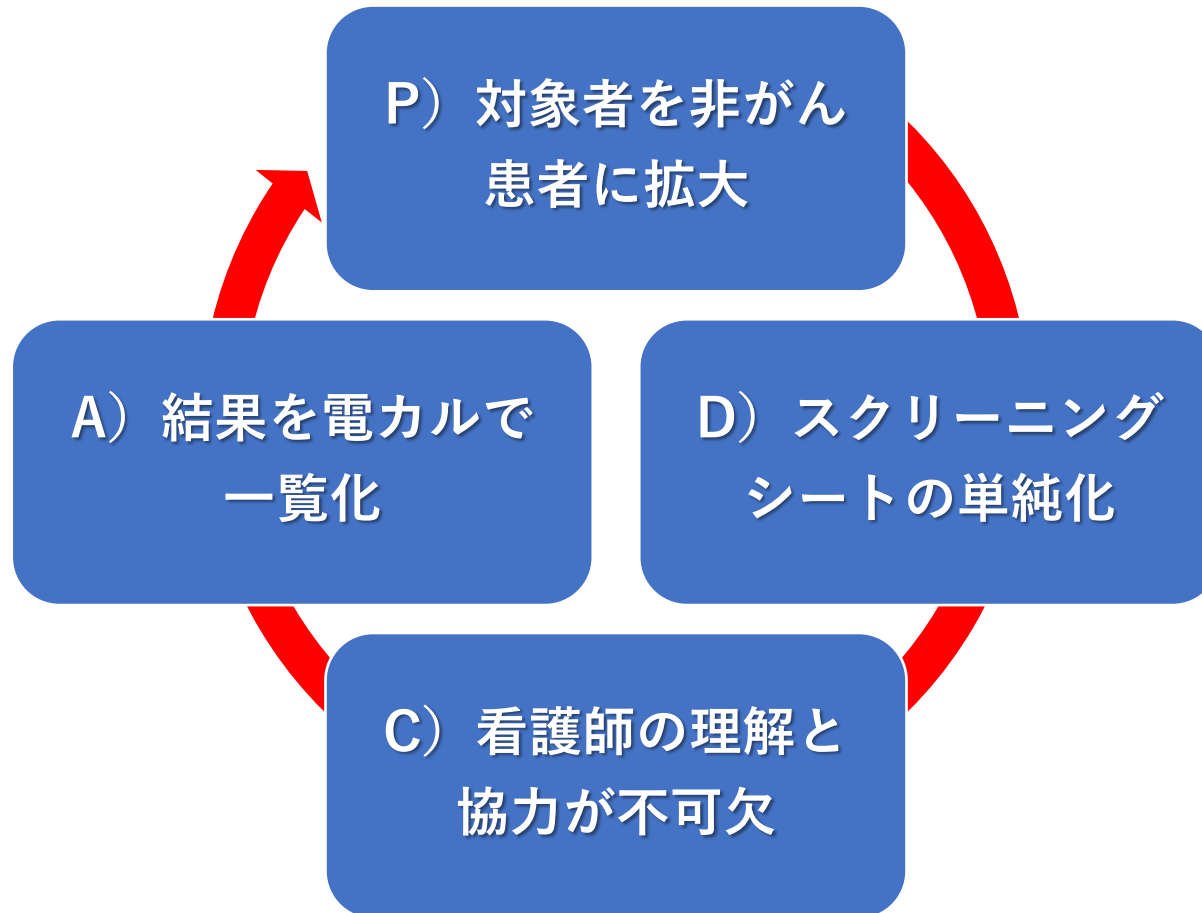 P）対象者を非がん
患者に拡大
D）スクリーニング
シートの単純化
C）看護師の理解と
協力が不可欠
A）結果を電カルで
一覧化